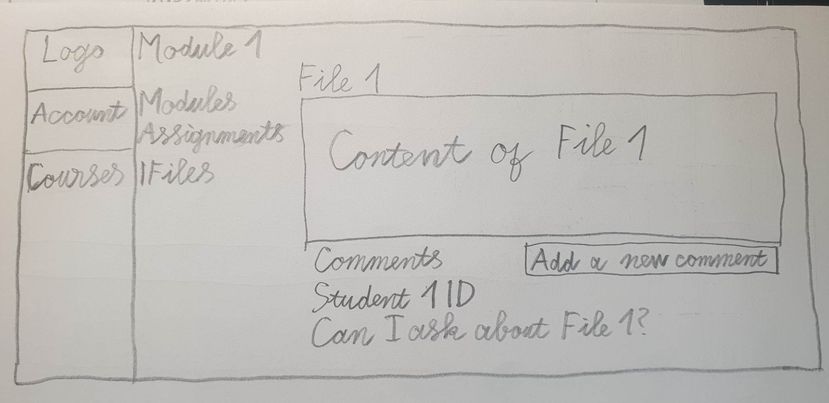 Logo
Account
Courses
Module 1
Modules
Assignments
Files
File 1
Content of File 1
Comments
Add a new comment
Student 1 ID
Can I ask about File 1?